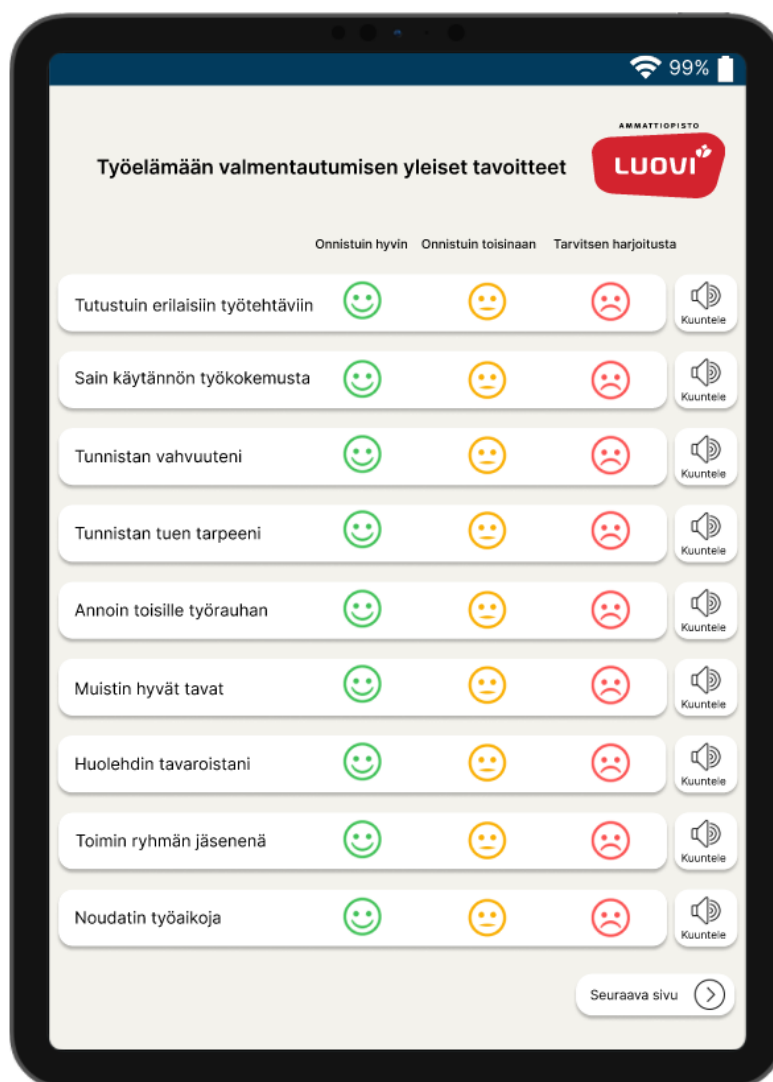 99%
AMMATTIOPISTO
LUOVI
Työelämään valmentautumisen yleiset tavoitteet
Onnistuin hyvin Onnistuin toisinaan Tarvitsen harjoitusta
Tutustuin erilaisiin työtehtäviin
Kuuntele
Sain käytännön työkokemusta
Kuuntele
Tunnistan vahvuuteni
Kuuntele
Tunnistan tuen tarpeeni
Kuuntele
Annoin toisille työrauhan
Kuuntele
Muistin hyvät tavat
Kuuntele
Huolehdin tavaroistani
Kuuntele
Toimin ryhmän jäsenenä
Kuuntele
Noudatin työaikoja
Kuuntele
Seuraava sivu